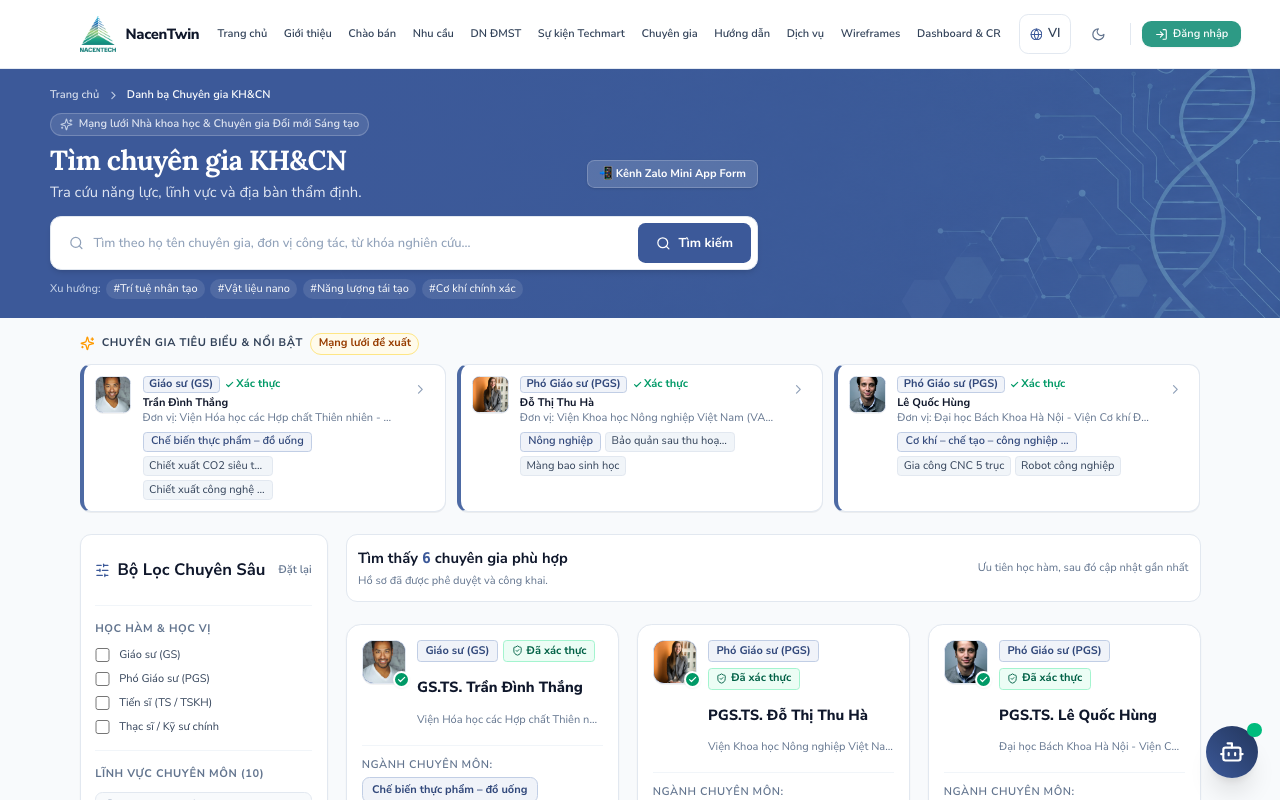 NACENTECH
NacenTwin
Trang chủ
Giới thiệu
Chào bán
Nhu cầu
DN ĐMST
Sự kiện Techmart
Chuyên gia
Hướng dẫn
Dịch vụ
Wireframes
Dashboard & CR
VI
Đăng nhập
Trang chủ
Danh bạ Chuyên gia KH&CN
Mạng lưới Nhà khoa học & Chuyên gia Đổi mới Sáng tạo
Tìm chuyên gia KH&CN
Tra cứu năng lực, lĩnh vực và địa bàn thẩm định.
Kênh Zalo Mini App Form
Tìm theo họ tên chuyên gia, đơn vị công tác, từ khóa nghiên cứu...
Tìm kiếm
Xu hướng:
#Trí tuệ nhân tạo
#Vật liệu nano
#Năng lượng tái tạo
#Cơ khí chính xác
CHUYÊN GIA TIÊU BIỂU & NỔI BẬT
Mạng lưới đề xuất
Giáo sư (GS)
Xác thực
Trần Đình Thắng
Đơn vị: Viện Hóa học các Hợp chất Thiên nhiên - ...
Chế biến thực phẩm – đồ uống
Chiết xuất CO2 siêu t...
Chiết xuất công nghệ ...
Phó Giáo sư (PGS)
Xác thực
Đỗ Thị Thu Hà
Đơn vị: Viện Khoa học Nông nghiệp Việt Nam (VA...
Nông nghiệp
Bảo quản sau thu hoạ...
Màng bao sinh học
Phó Giáo sư (PGS)
Xác thực
Lê Quốc Hùng
Đơn vị: Đại học Bách Khoa Hà Nội - Viện Cơ khí Đ...
Cơ khí – chế tạo – công nghiệp ...
Gia công CNC 5 trục
Robot công nghiệp
Bộ Lọc Chuyên Sâu
Đặt lại
HỌC HÀM & HỌC VỊ
Giáo sư (GS)
Phó Giáo sư (PGS)
Tiến sĩ (TS / TSKH)
Thạc sĩ / Kỹ sư chính
LĨNH VỰC CHUYÊN MÔN (10)
Tìm thấy 6 chuyên gia phù hợp
Hồ sơ đã được phê duyệt và công khai.
Ưu tiên học hàm, sau đó cập nhật gần nhất
Giáo sư (GS)
Đã xác thực
GS.TS. Trần Đình Thắng
Viện Hóa học các Hợp chất Thiên n...
NGÀNH CHUYÊN MÔN:
Chế biến thực phẩm – đồ uống
Phó Giáo sư (PGS)
Đã xác thực
PGS.TS. Đỗ Thị Thu Hà
Viện Khoa học Nông nghiệp Việt Na...
NGÀNH CHUYÊN MÔN:
Phó Giáo sư (PGS)
Đã xác thực
PGS.TS. Lê Quốc Hùng
Đại học Bách Khoa Hà Nội - Viện C...
NGÀNH CHUYÊN MÔN: